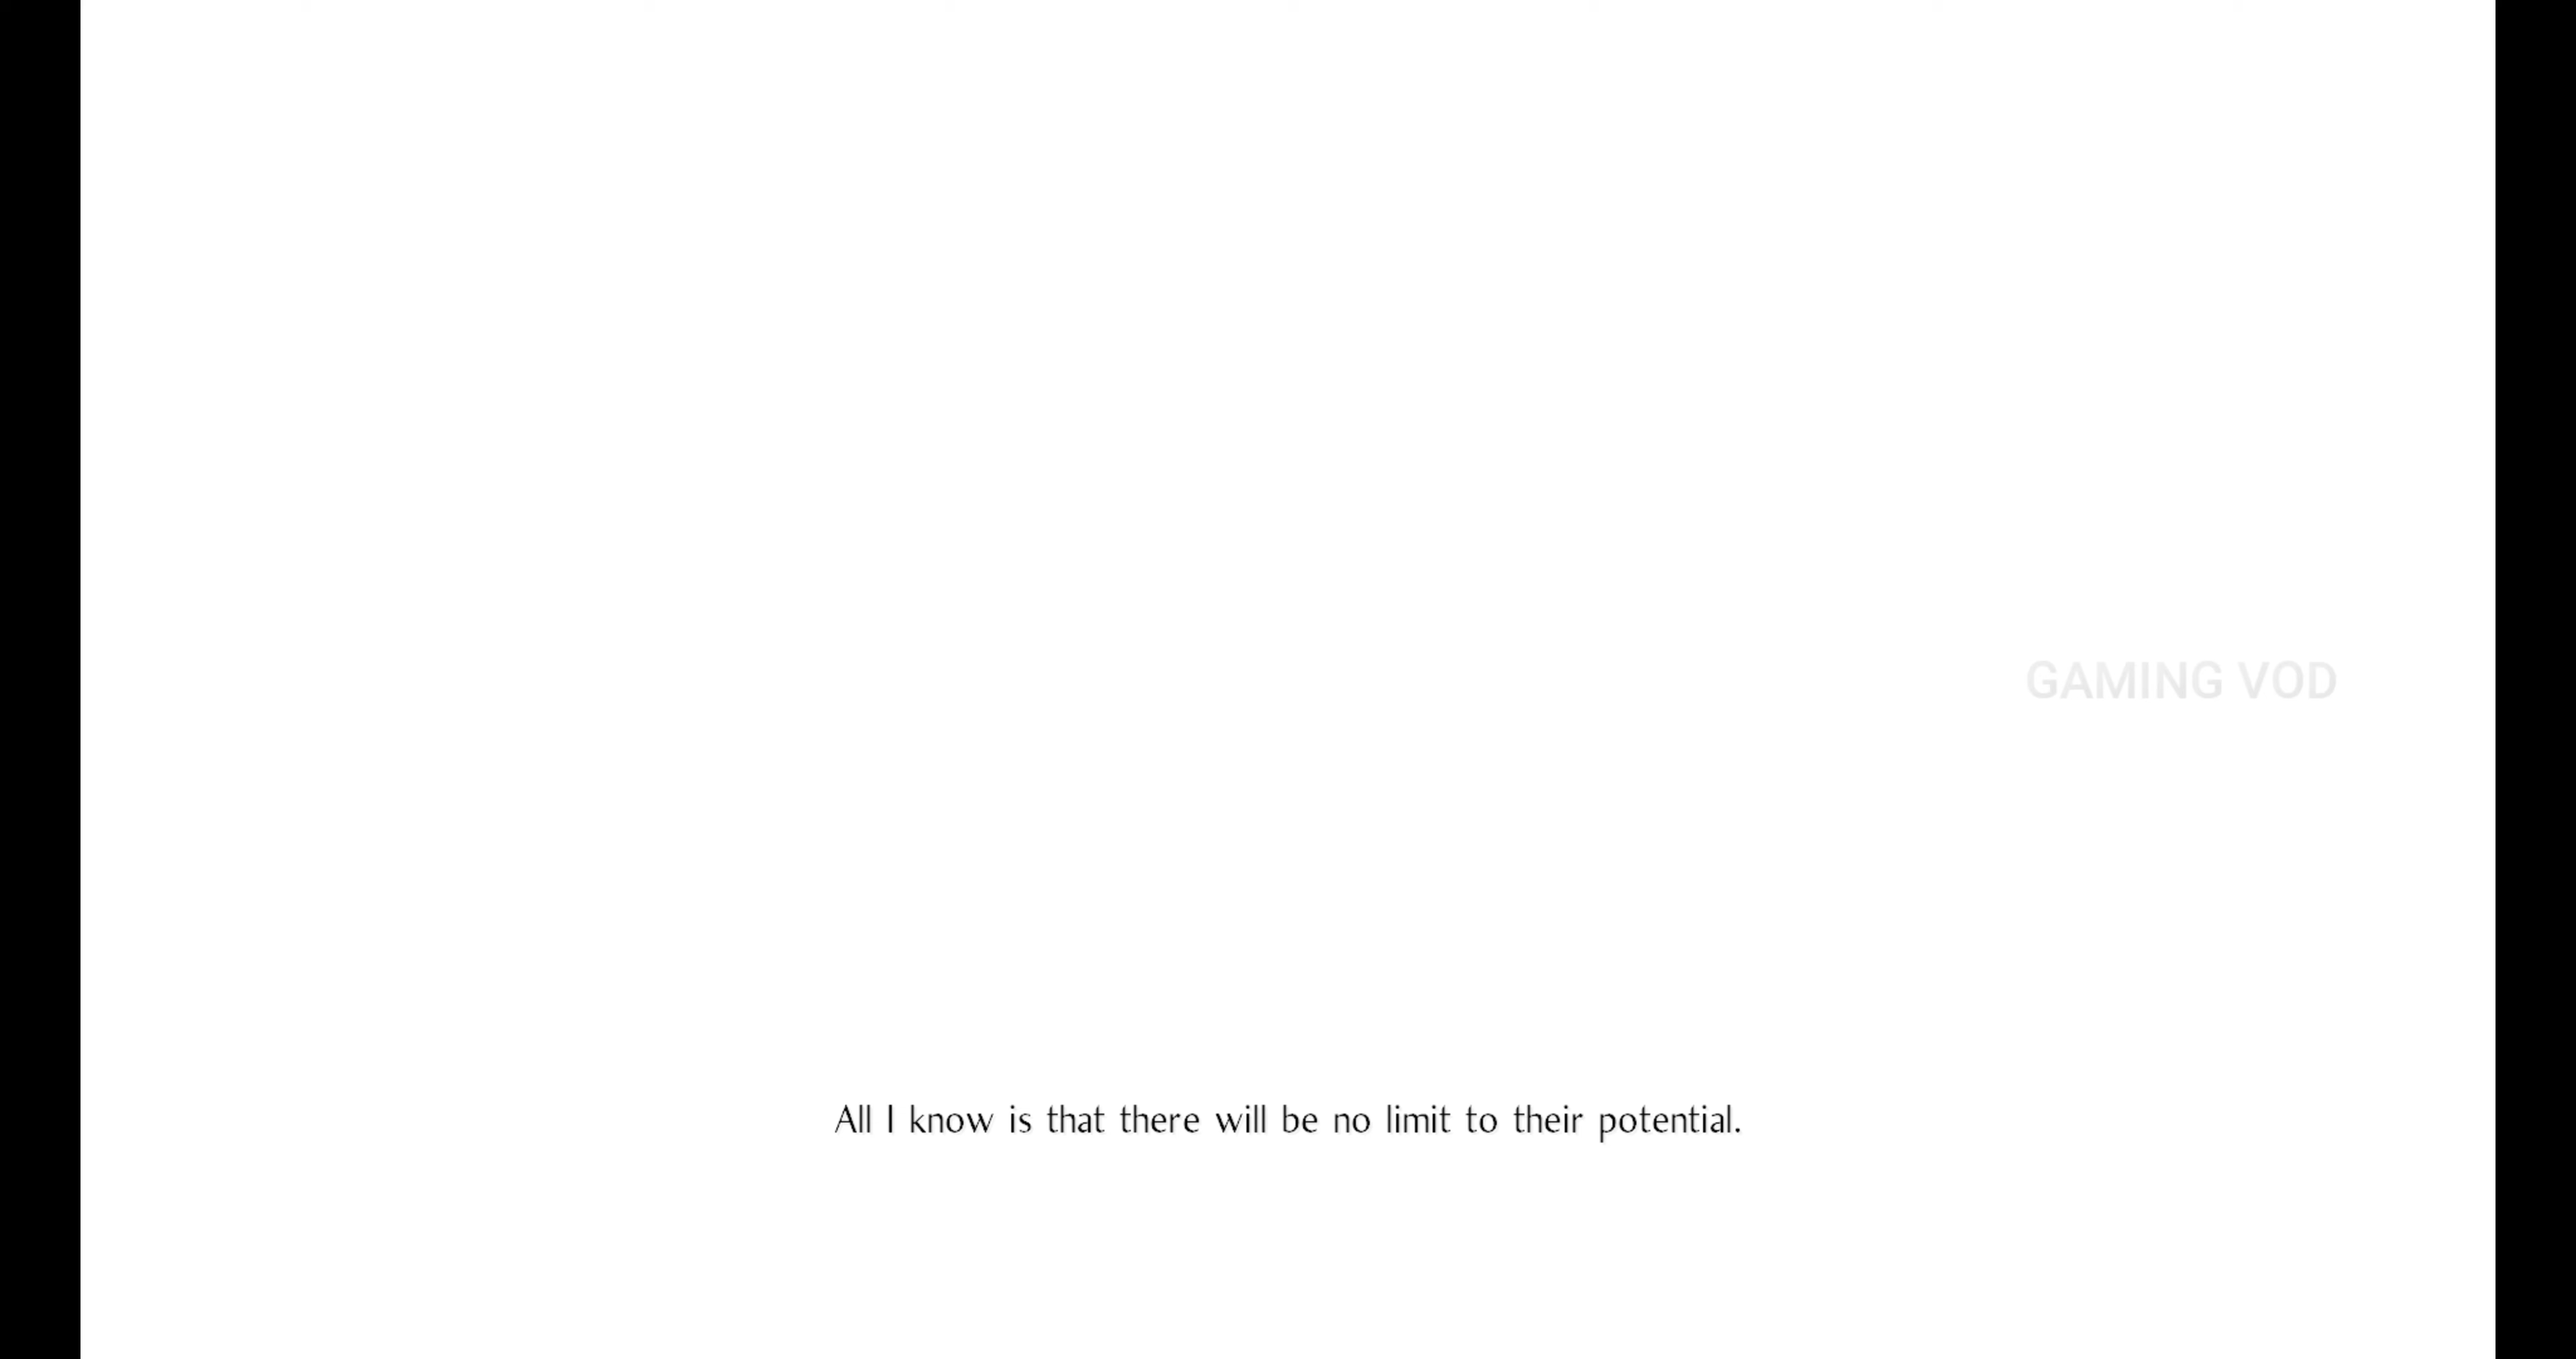 GAMING VOD
All I know is that there will be no limit to their potential.